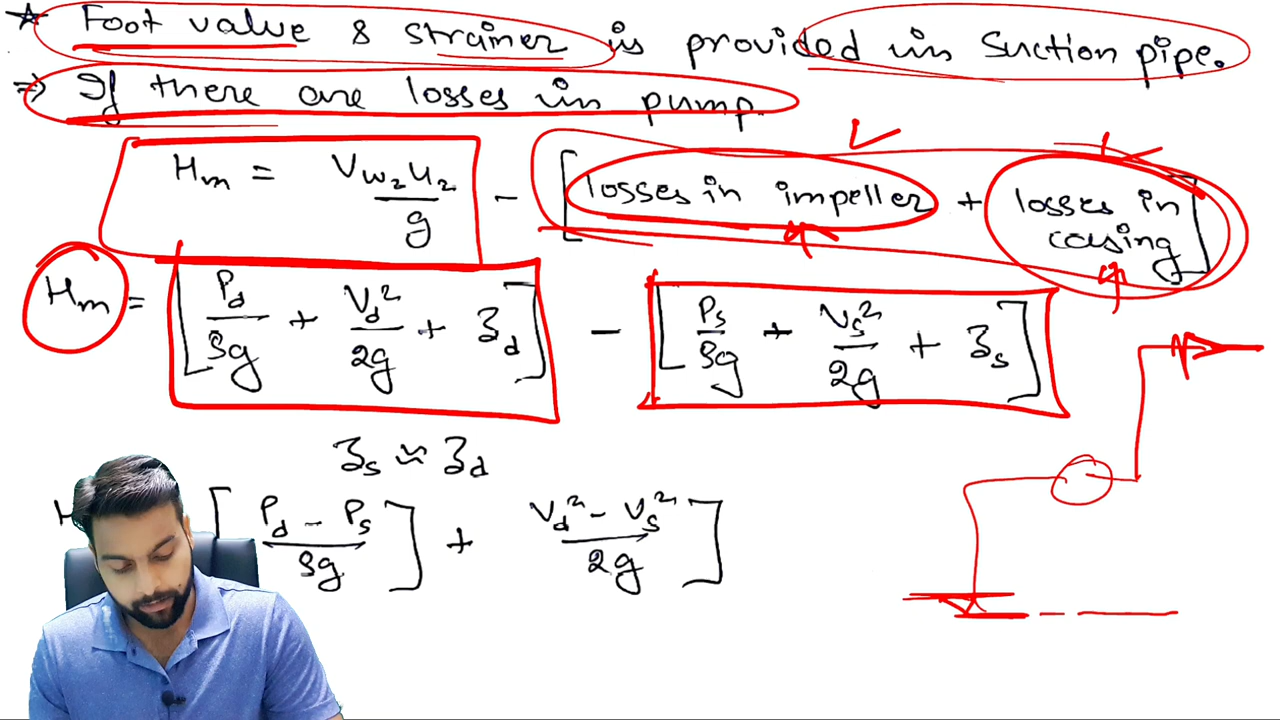 * Foot valve & strainer is provided in suction pipe.
⇒ If there are losses in pump.
Hm = Vw₂u₂/g - [losses in impeller + losses in casing]
Hm = [Pd/ρg + Vd²/2g + Zd] - [Ps/ρg + Vs²/2g + Zs]
Zs ≈ Zd
[Pd - Ps/ρg] + Vd² - Vs²/2g]